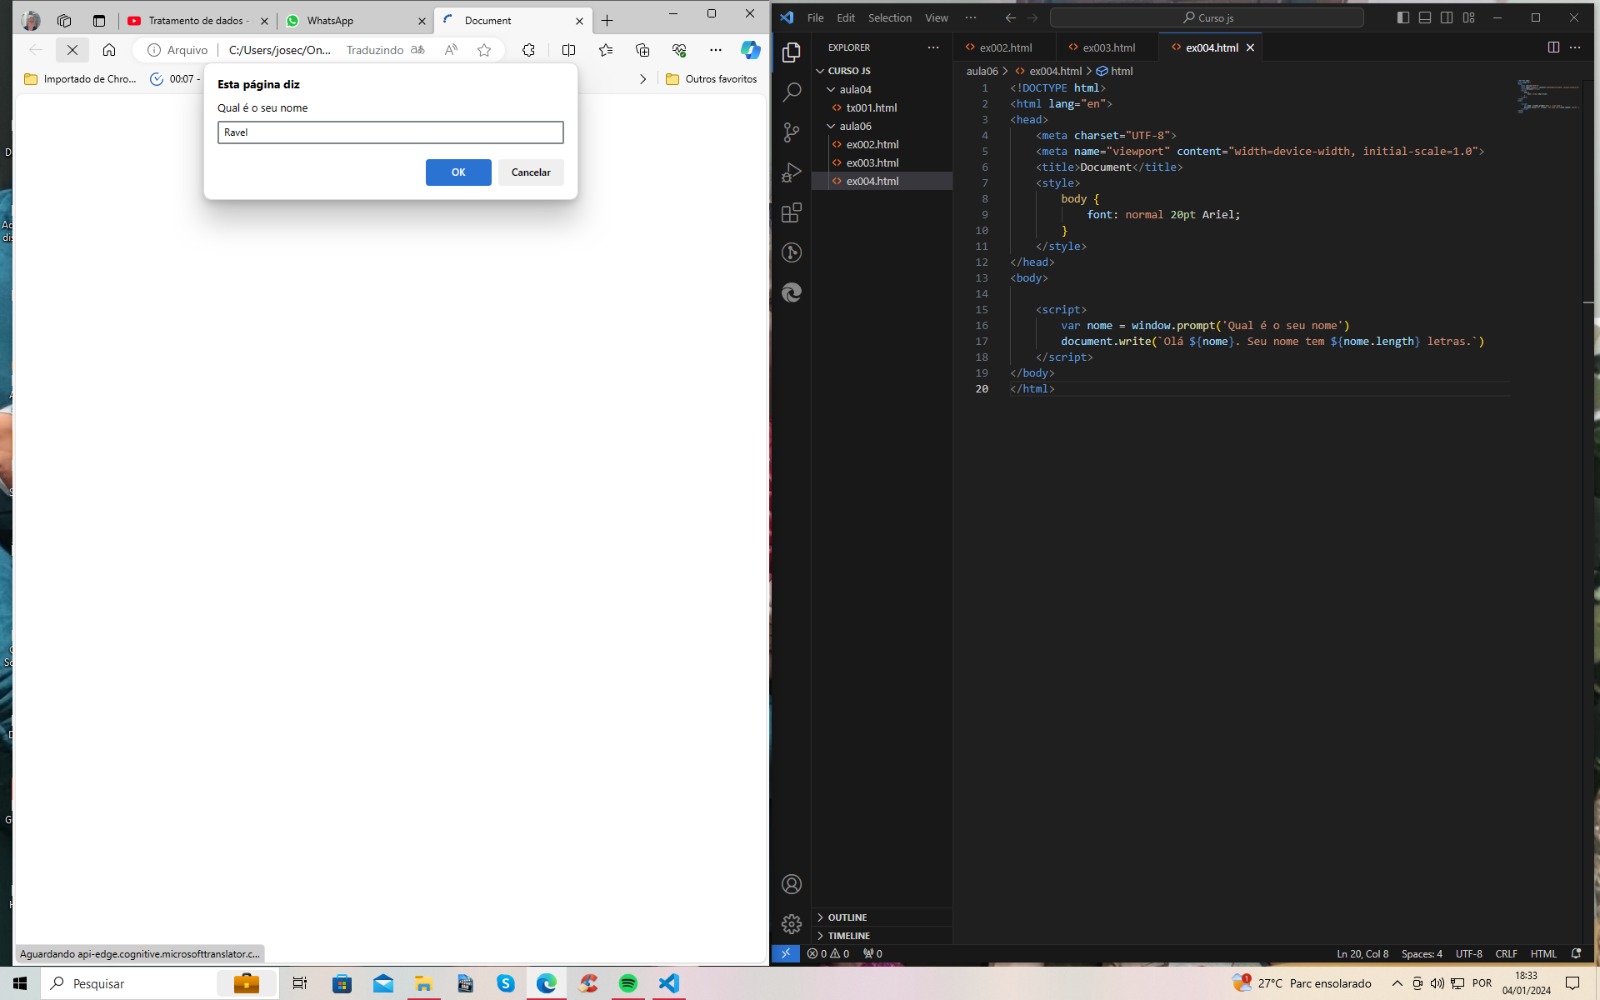 Tratamento de dados -
WhatsApp
Document
Arquivo
C:/Users/josec/On...
Traduzindo
Importado de Chro...
00:07 -
Outros favoritos
Esta página diz
Qual é o seu nome
Ravel
OK
Cancelar
Aguardando api-edge.cognitive.microsofttranslator.c...
File Edit Selection View ...
Curso js
EXPLORER
CURSO JS
aula04
tx001.html
aula06
ex002.html
ex003.html
ex004.html
OUTLINE
TIMELINE
ex002.html
ex003.html
ex004.html
aula06 > ex004.html > html
1 <!DOCTYPE html>
2 <html lang="en">
3 <head>
4 <meta charset="UTF-8">
5 <meta name="viewport" content="width=device-width, initial-scale=1.0">
6 <title>Document</title>
7 <style>
8 body {
9 font: normal 20pt Ariel;
10 }
11 </style>
12 </head>
13 <body>
14
15 <script>
16 var nome = window.prompt('Qual é o seu nome')
17 document.write(`Olá ${nome}. Seu nome tem ${nome.length} letras.`)
18 </script>
19 </body>
20 </html>
0 0 0
Ln 20, Col 8 Spaces: 4 UTF-8 CRLF HTML
Pesquisar
27°C Parc ensolarado
POR
18:33
04/01/2024